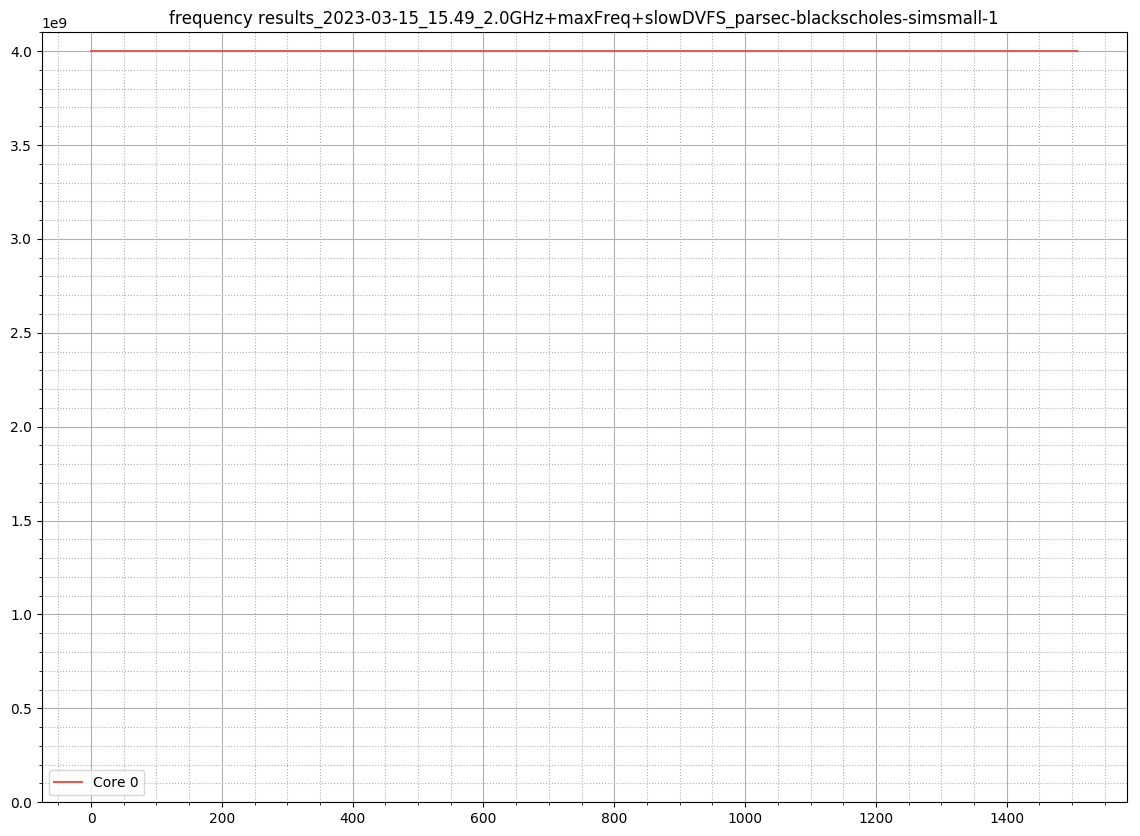 frequency results_2023-03-15_15.49_2.0GHz+maxFreq+slowDVFS_parsec-blackscholes-simsmall-1
1e9
4.0
3.5
3.0
2.5
2.0
1.5
1.0
0.5
0.0
Core 0
0 200 400 600 800 1000 1200 1400